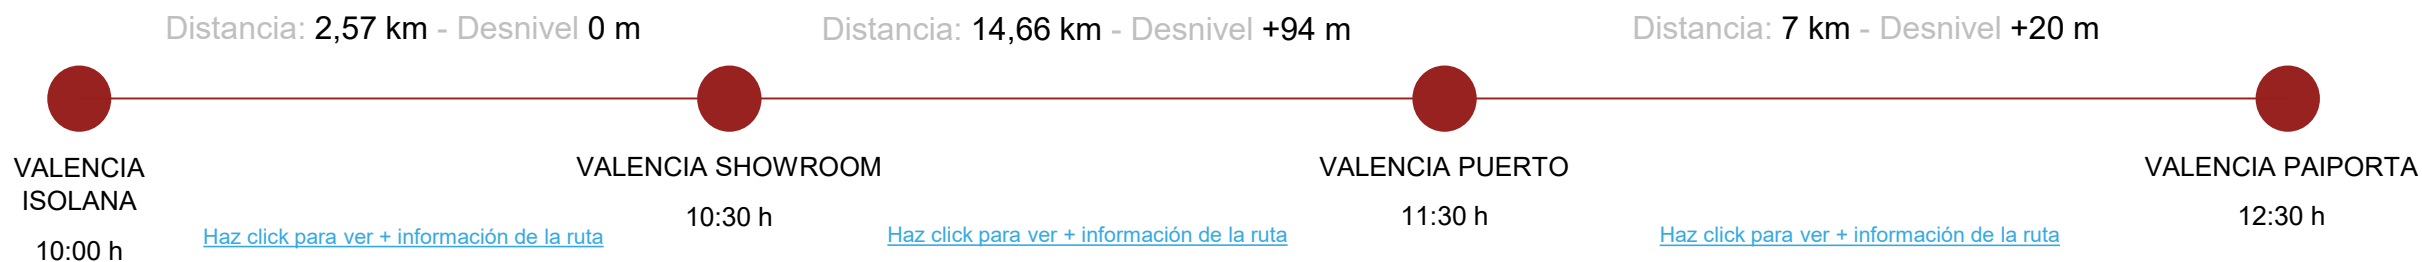 Distancia: 2,57 km - Desnivel 0 m
Distancia: 14,66 km - Desnivel +94 m
Distancia: 7 km - Desnivel +20 m
VALENCIA
ISOLANA
10:00 h
Haz click para ver + información de la ruta
VALENCIA SHOWROOM
10:30 h
Haz click para ver + información de la ruta
VALENCIA PUERTO
11:30 h
Haz click para ver + información de la ruta
VALENCIA PAIPORTA
12:30 h